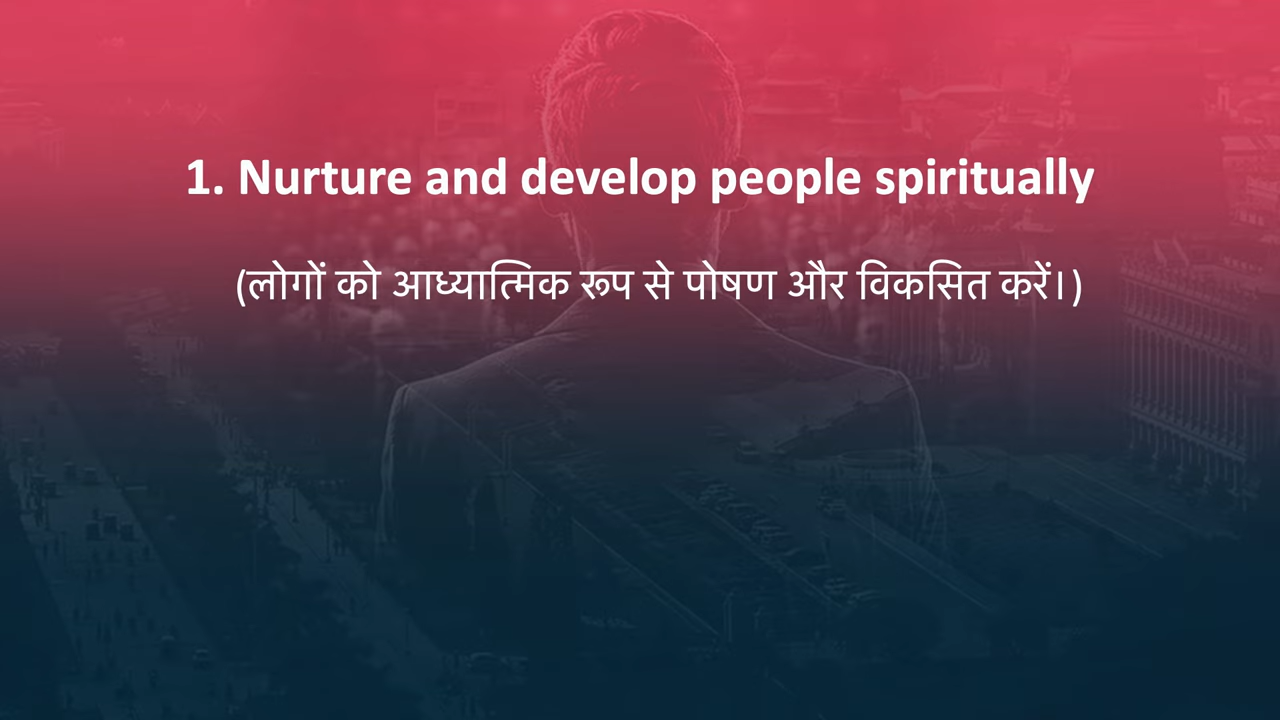 1. Nurture and develop people spiritually
(लोगों को आध्यात्मिक रूप से पोषण और विकसित करें।)